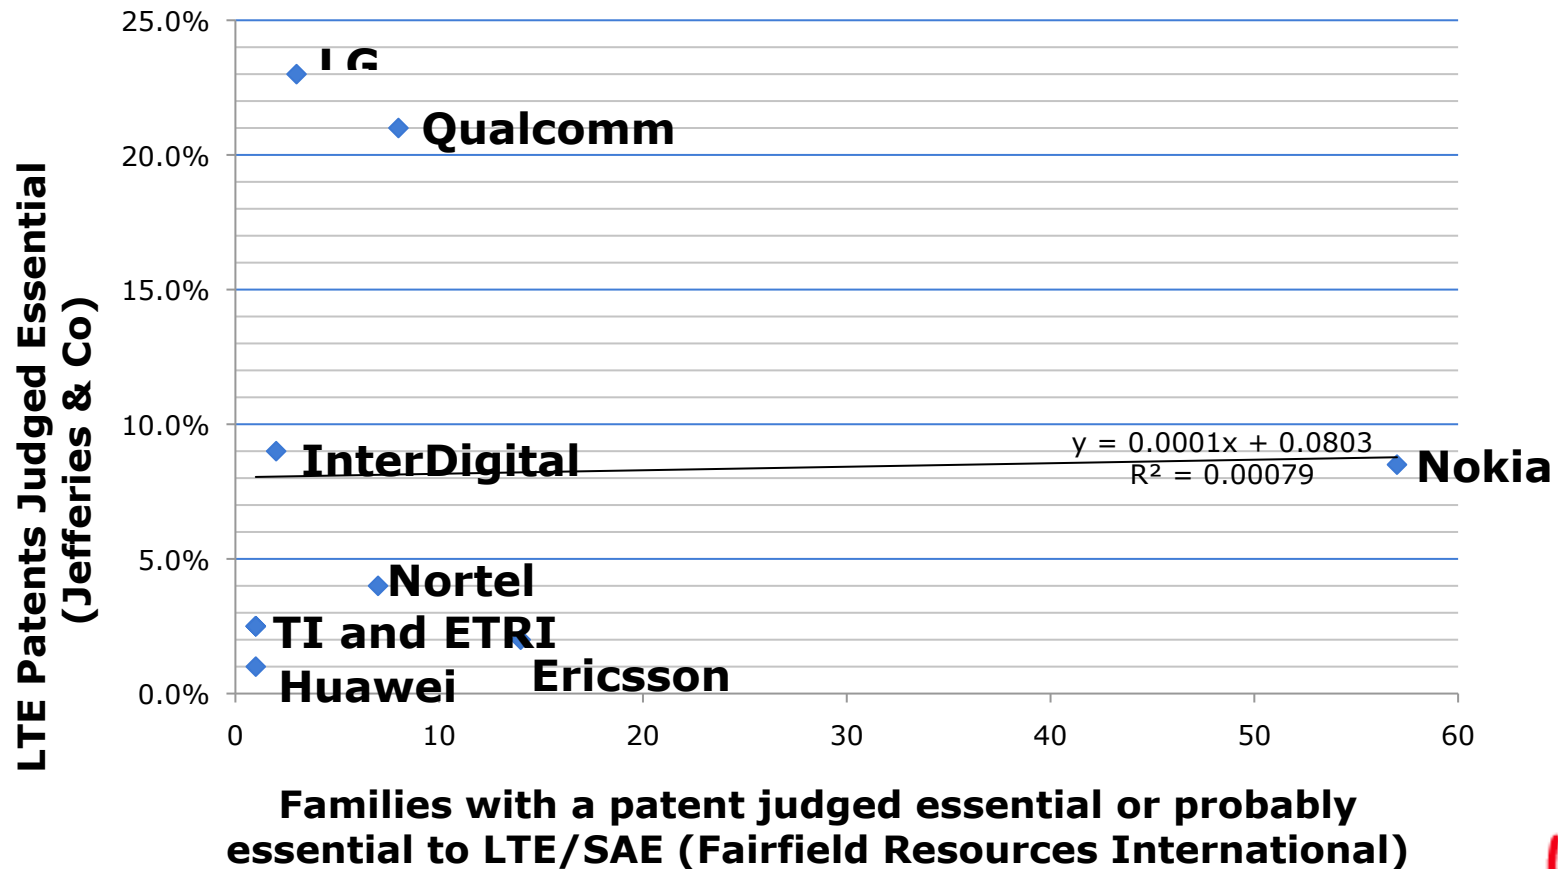 25.0%
LG
Qualcomm
20.0%
15.0%
10.0%
InterDigital
y = 0.0001x + 0.0803
R² = 0.00079
Nokia
5.0%
Nortel
TI and ETRI
Ericsson
Huawei
0.0%
0 10 20 30 40 50 60
LTE Patents Judged Essential
(Jefferies & Co)
Families with a patent judged essential or probably
essential to LTE/SAE (Fairfield Resources International)